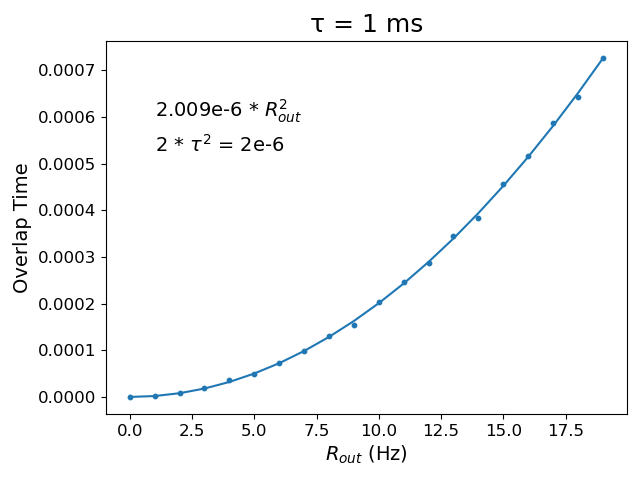 τ = 1 ms
Overlap Time
0.0007
0.0006
0.0005
0.0004
0.0003
0.0002
0.0001
0.0000
2.009e-6 * R²ₒᵤₜ
2 * τ² = 2e-6
0.0 2.5 5.0 7.5 10.0 12.5 15.0 17.5
Rₒᵤₜ (Hz)